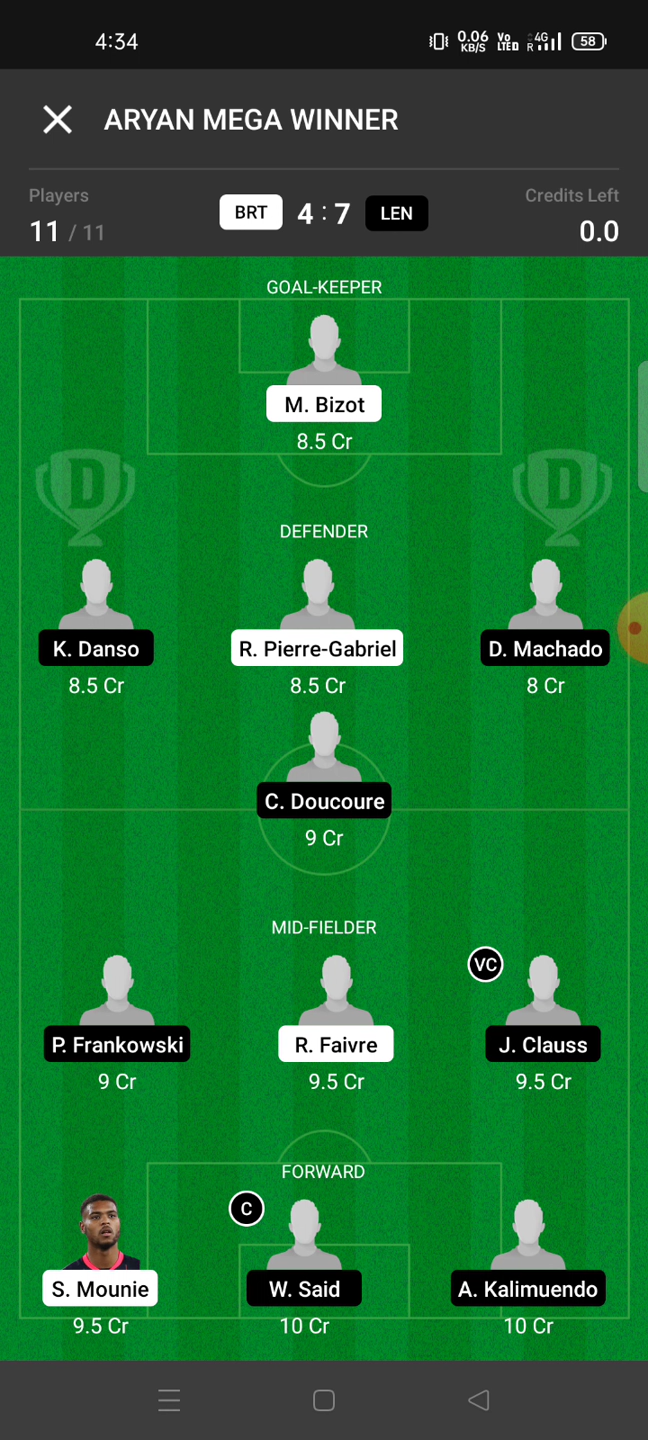 4:34
0.06 KB/S
Vo LTE
4G
R
58
ARYAN MEGA WINNER
Players
11 / 11
BRT 4 : 7 LEN
Credits Left
0.0
GOAL-KEEPER
M. Bizot
8.5 Cr
D D
DEFENDER
K. Danso R. Pierre-Gabriel D. Machado
8.5 Cr 8.5 Cr 8 Cr
C. Doucoure
9 Cr
MID-FIELDER
VC
P. Frankowski R. Faivre J. Clauss
9 Cr 9.5 Cr 9.5 Cr
FORWARD
C
S. Mounie W. Said A. Kalimuendo
9.5 Cr 10 Cr 10 Cr